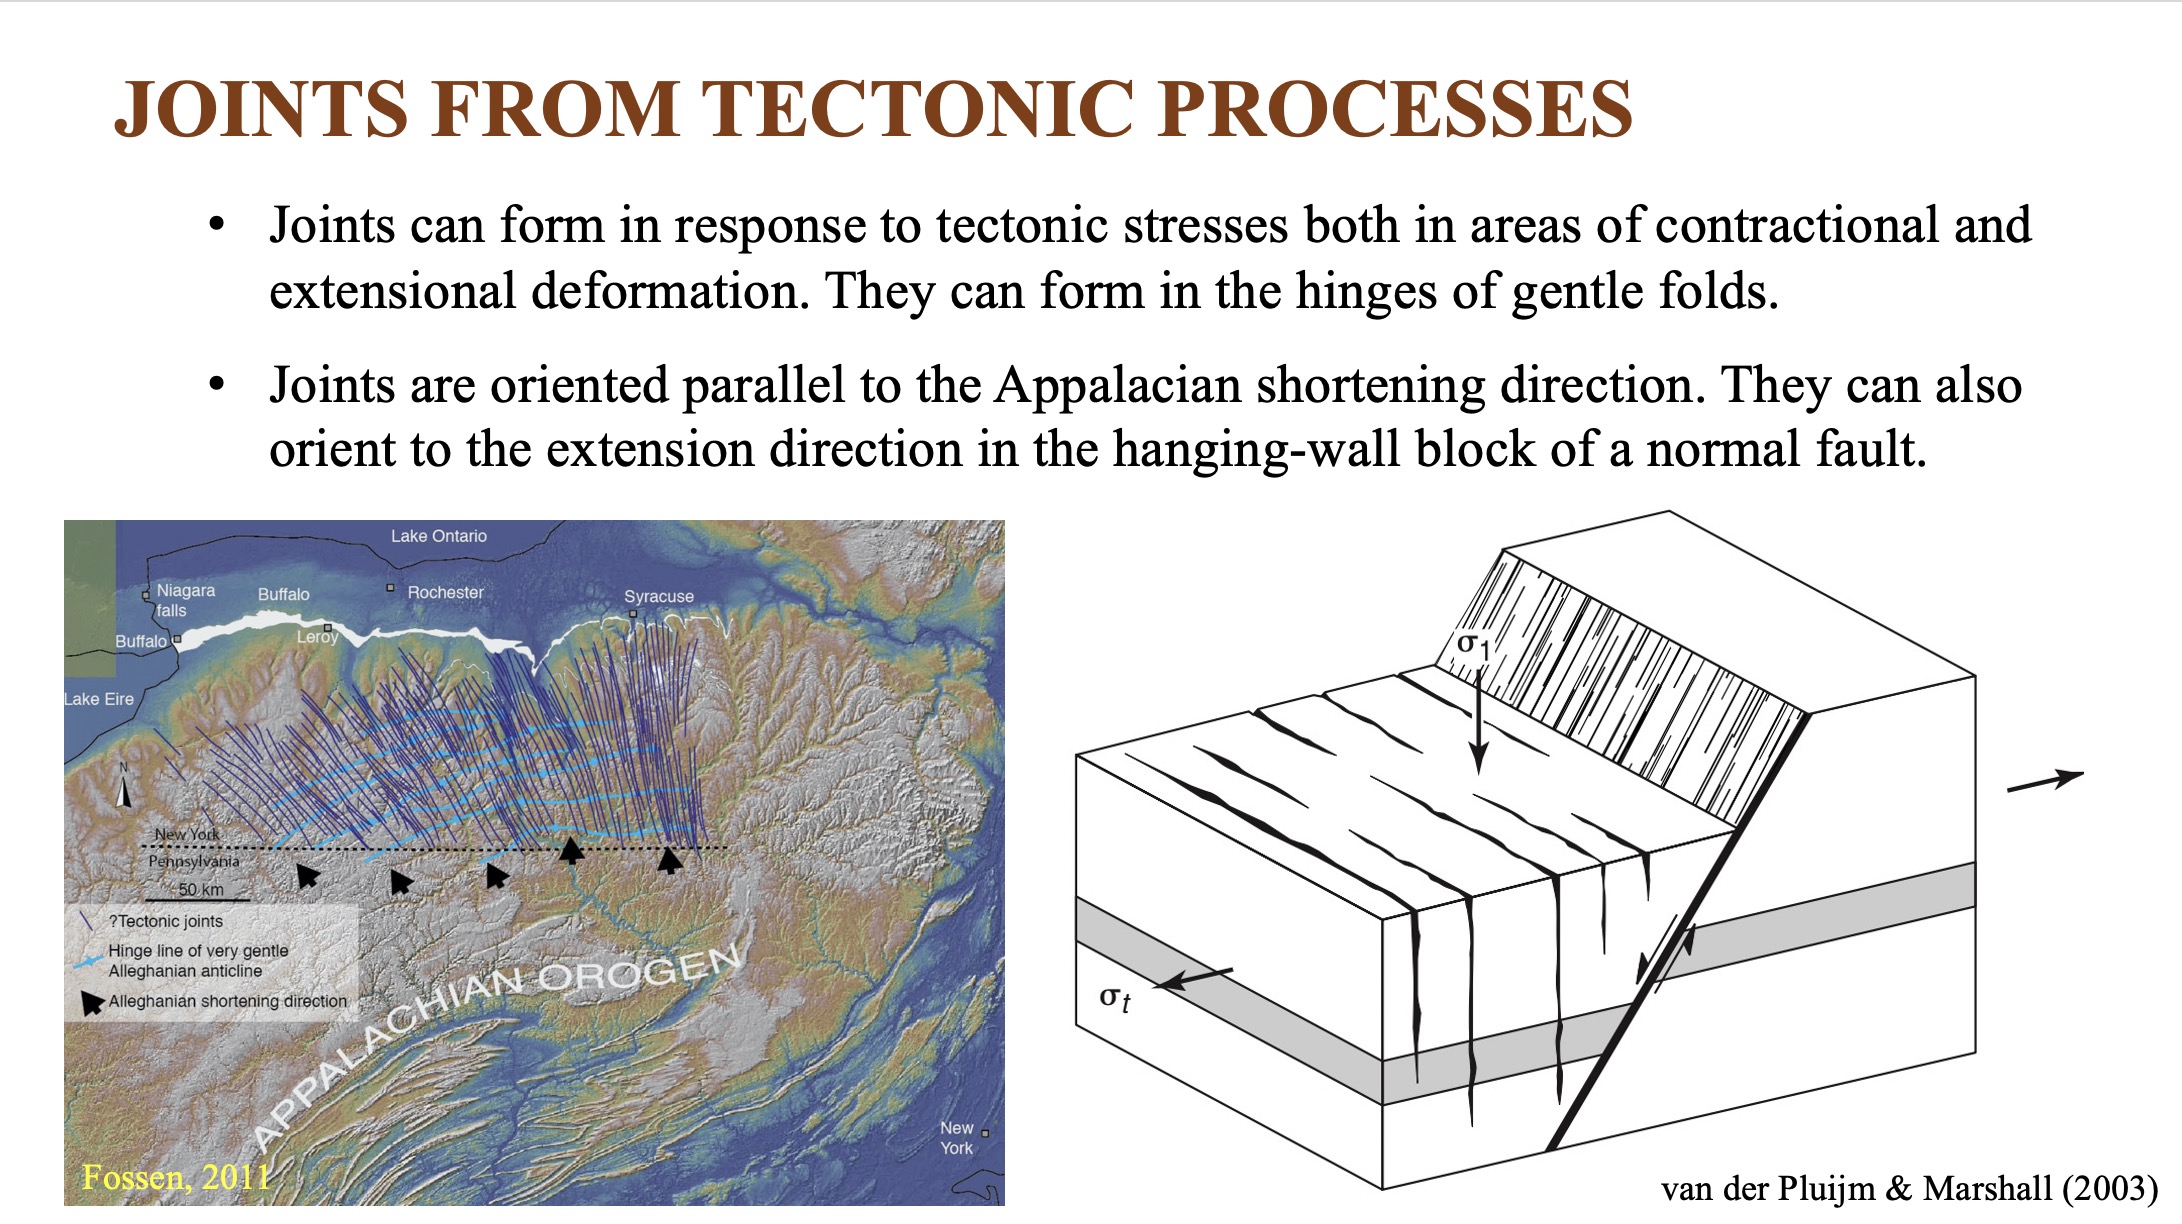 JOINTS FROM TECTONIC PROCESSES
• Joints can form in response to tectonic stresses both in areas of contractional and
extensional deformation. They can form in the hinges of gentle folds.
• Joints are oriented parallel to the Appalacian shortening direction. They can also
orient to the extension direction in the hanging-wall block of a normal fault.
Lake Ontario
Niagara
falls
Buffalo
Rochester
Syracuse
Buffalo
Leroy
Lake Eire
N
New York
Pennsylvania
50 km
?Tectonic joints
Hinge line of very gentle
Alleghanian anticline
Alleghanian shortening direction
APPALACHIAN OROGEN
New
York
Fossen, 2011
σ1
σt
van der Pluijm & Marshall (2003)